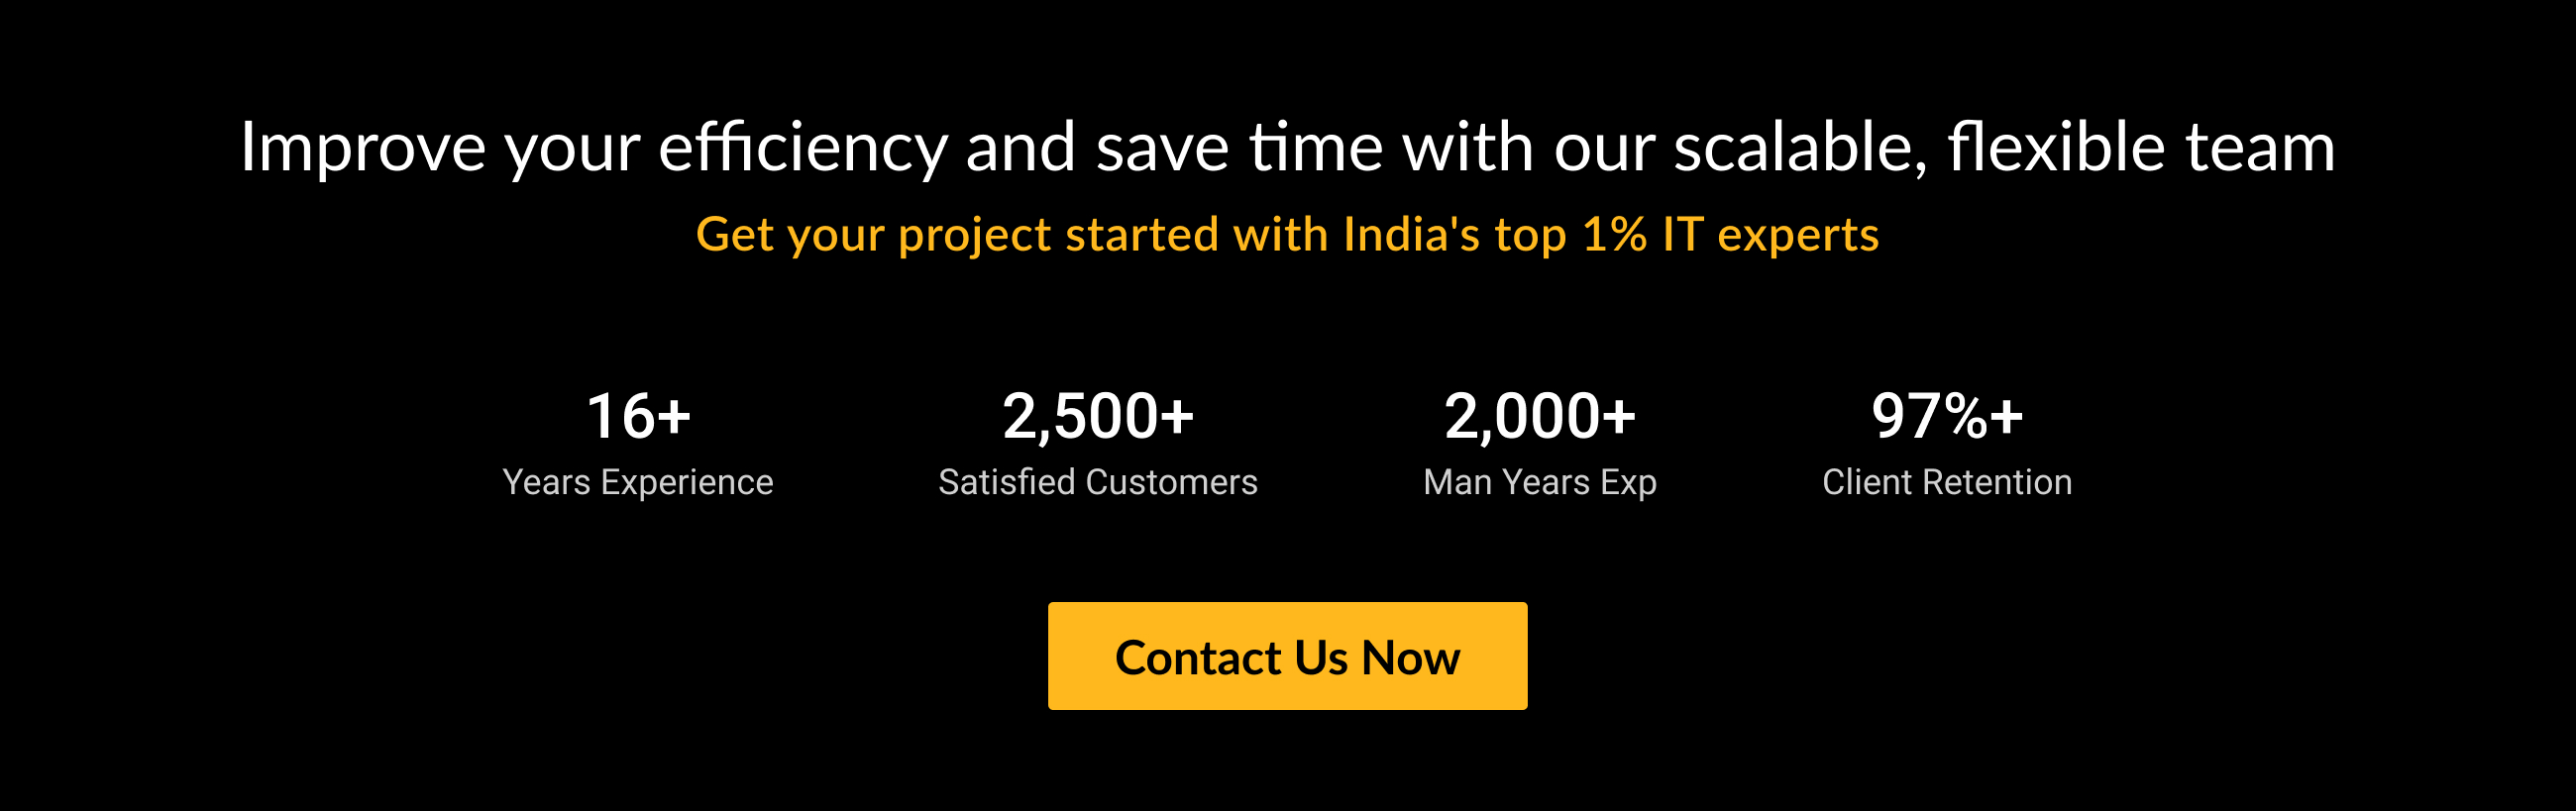 Improve your efficiency and save time with our scalable, flexible team
Get your project started with India's top 1% IT experts
16+ 2,500+ 2,000+ 97%+
Years Experience Satisfied Customers Man Years Exp Client Retention
Contact Us Now